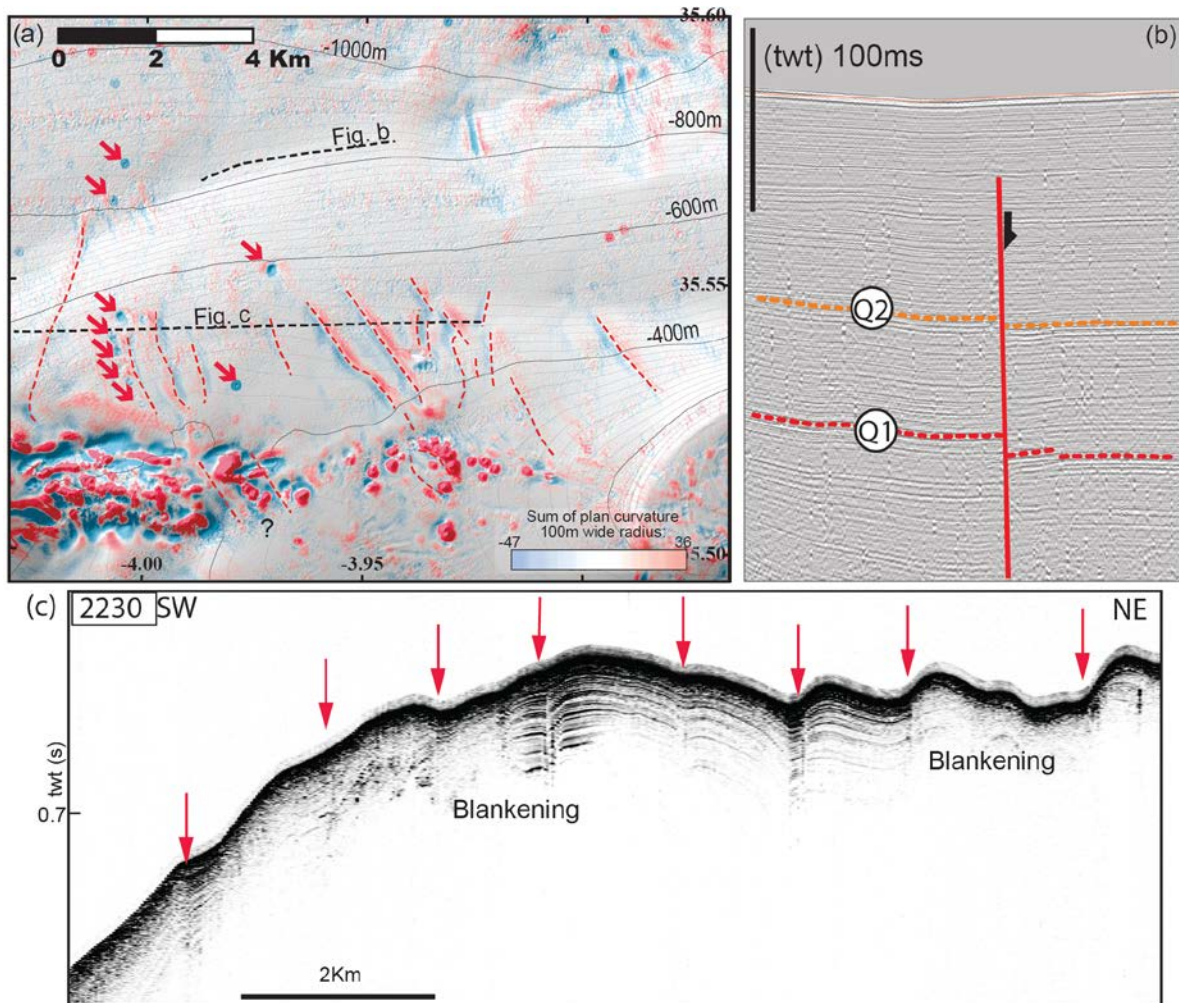 (a)
0 2 4 Km
-1000m
35.60
-800m
Fig. b
-600m
35.55
Fig. c
-400m
?
Sum of plan curvature
100m wide radius:
-47 36
5.50
-4.00 -3.95
(b)
(twt) 100ms
Q2
Q1
(c) 2230 SW NE
twt (s)
0.7
Blankening
Blankening
2Km